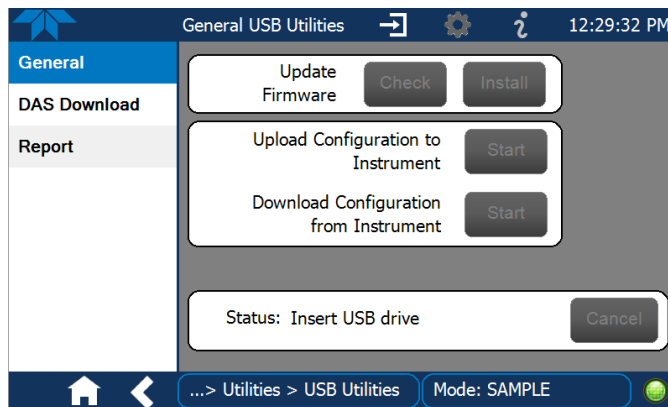 General USB Utilities
12:29:32 PM
General
DAS Download
Report
Update
Firmware
Check
Install
Upload Configuration to
Instrument
Start
Download Configuration
from Instrument
Start
Status: Insert USB drive
Cancel
...> Utilities > USB Utilities
Mode: SAMPLE